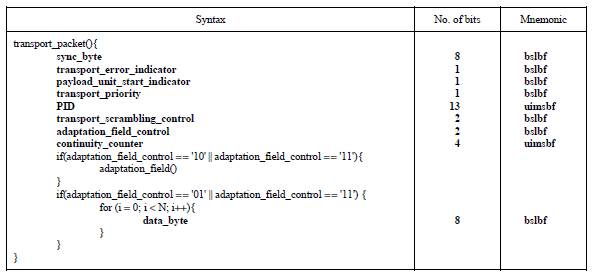 Syntax No. of bits Mnemonic
transport_packet(){
sync_byte 8 bslbf
transport_error_indicator 1 bslbf
payload_unit_start_indicator 1 bslbf
transport_priority 1 bslbf
PID 13 uimsbf
transport_scrambling_control 2 bslbf
adaptation_field_control 2 bslbf
continuity_counter 4 uimsbf
if(adaptation_field_control == '10' || adaptation_field_control == '11'){
adaptation_field()
}
if(adaptation_field_control == '01' || adaptation_field_control == '11') {
for (i = 0; i < N; i++){
data_byte 8 bslbf
}
}
}